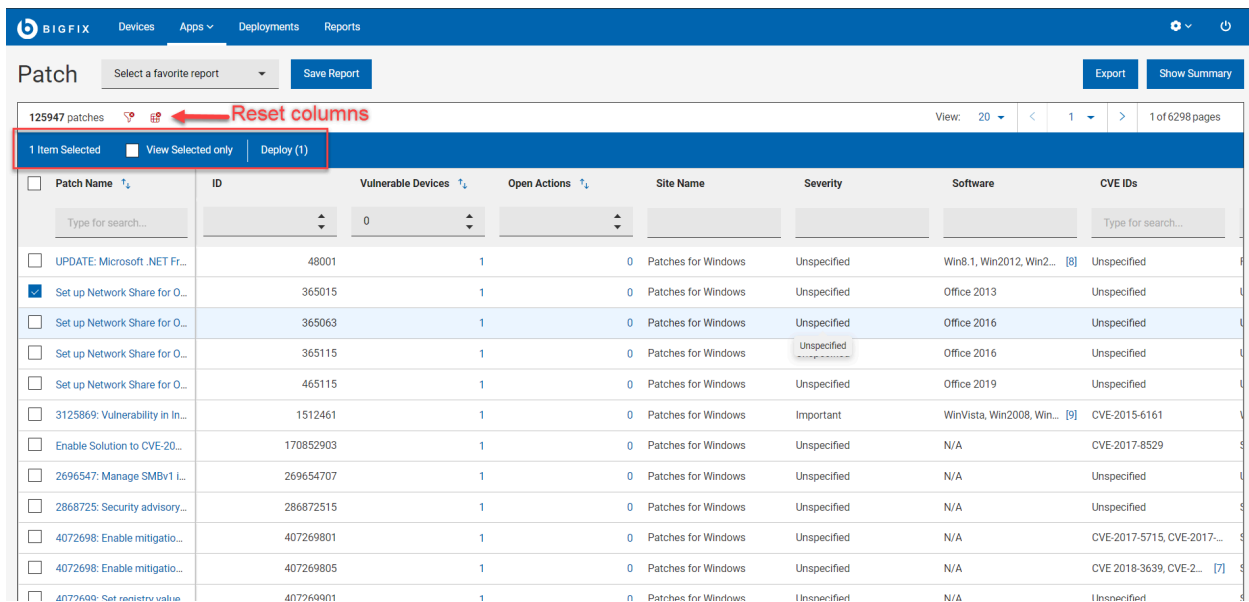 BIGFIX Devices Apps Deployments Reports
Patch Select a favorite report Save Report Export Show Summary
125947 patches Reset columns View: 20 1 1 of 6298 pages
1 Item Selected View Selected only Deploy (1)
Patch Name ID Vulnerable Devices Open Actions Site Name Severity Software CVE IDs
Type for search... 0 Type for search...
UPDATE: Microsoft .NET Fr... 48001 1 0 Patches for Windows Unspecified Win8.1, Win2012, Win2... [8] Unspecified
Set up Network Share for O... 365015 1 0 Patches for Windows Unspecified Office 2013 Unspecified
Set up Network Share for O... 365063 1 0 Patches for Windows Unspecified Office 2016 Unspecified
Unspecified
Set up Network Share for O... 365115 1 0 Patches for Windows Office 2016 Unspecified
Set up Network Share for O... 465115 1 0 Patches for Windows Unspecified Office 2019 Unspecified
3125869: Vulnerability in In... 1512461 1 0 Patches for Windows Important WinVista, Win2008, Win... [9] CVE-2015-6161
Enable Solution to CVE-20... 170852903 1 0 Patches for Windows Unspecified N/A CVE-2017-8529
2696547: Manage SMBv1 i... 269654707 1 0 Patches for Windows Unspecified N/A Unspecified
2868725: Security advisory... 286872515 1 0 Patches for Windows Unspecified N/A Unspecified
4072698: Enable mitigatio... 407269801 1 0 Patches for Windows Unspecified N/A CVE-2017-5715, CVE-2017-...
4072698: Enable mitigatio... 407269805 1 0 Patches for Windows Unspecified N/A CVE 2018-3639, CVE-2... [7]
4072699: Set registry value 407269901 1 0 Patches for Windows Unspecified N/A Unspecified